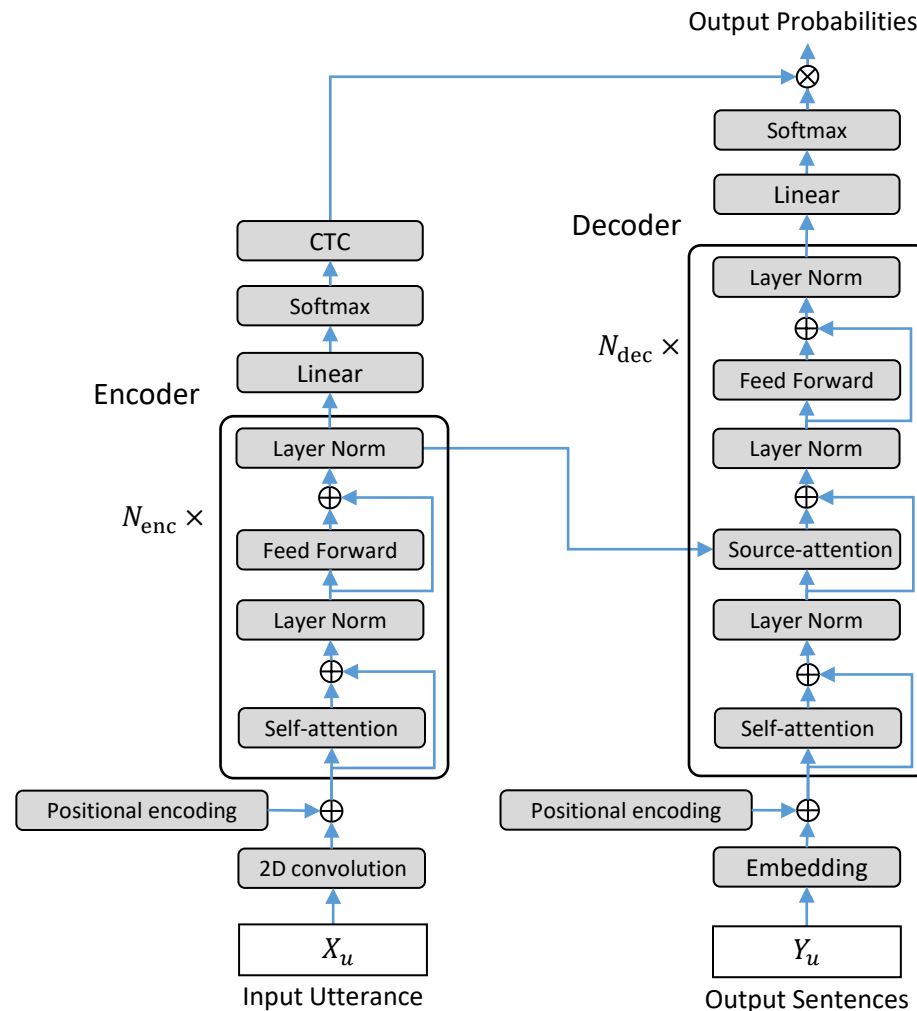 Output Probabilities
Softmax
Linear
Decoder
Layer Norm
N_dec ×
Feed Forward
Layer Norm
Source-attention
Layer Norm
Self-attention
Positional encoding
Embedding
Y_u
Output Sentences
CTC
Softmax
Linear
Encoder
Layer Norm
N_enc ×
Feed Forward
Layer Norm
Self-attention
Positional encoding
2D convolution
X_u
Input Utterance